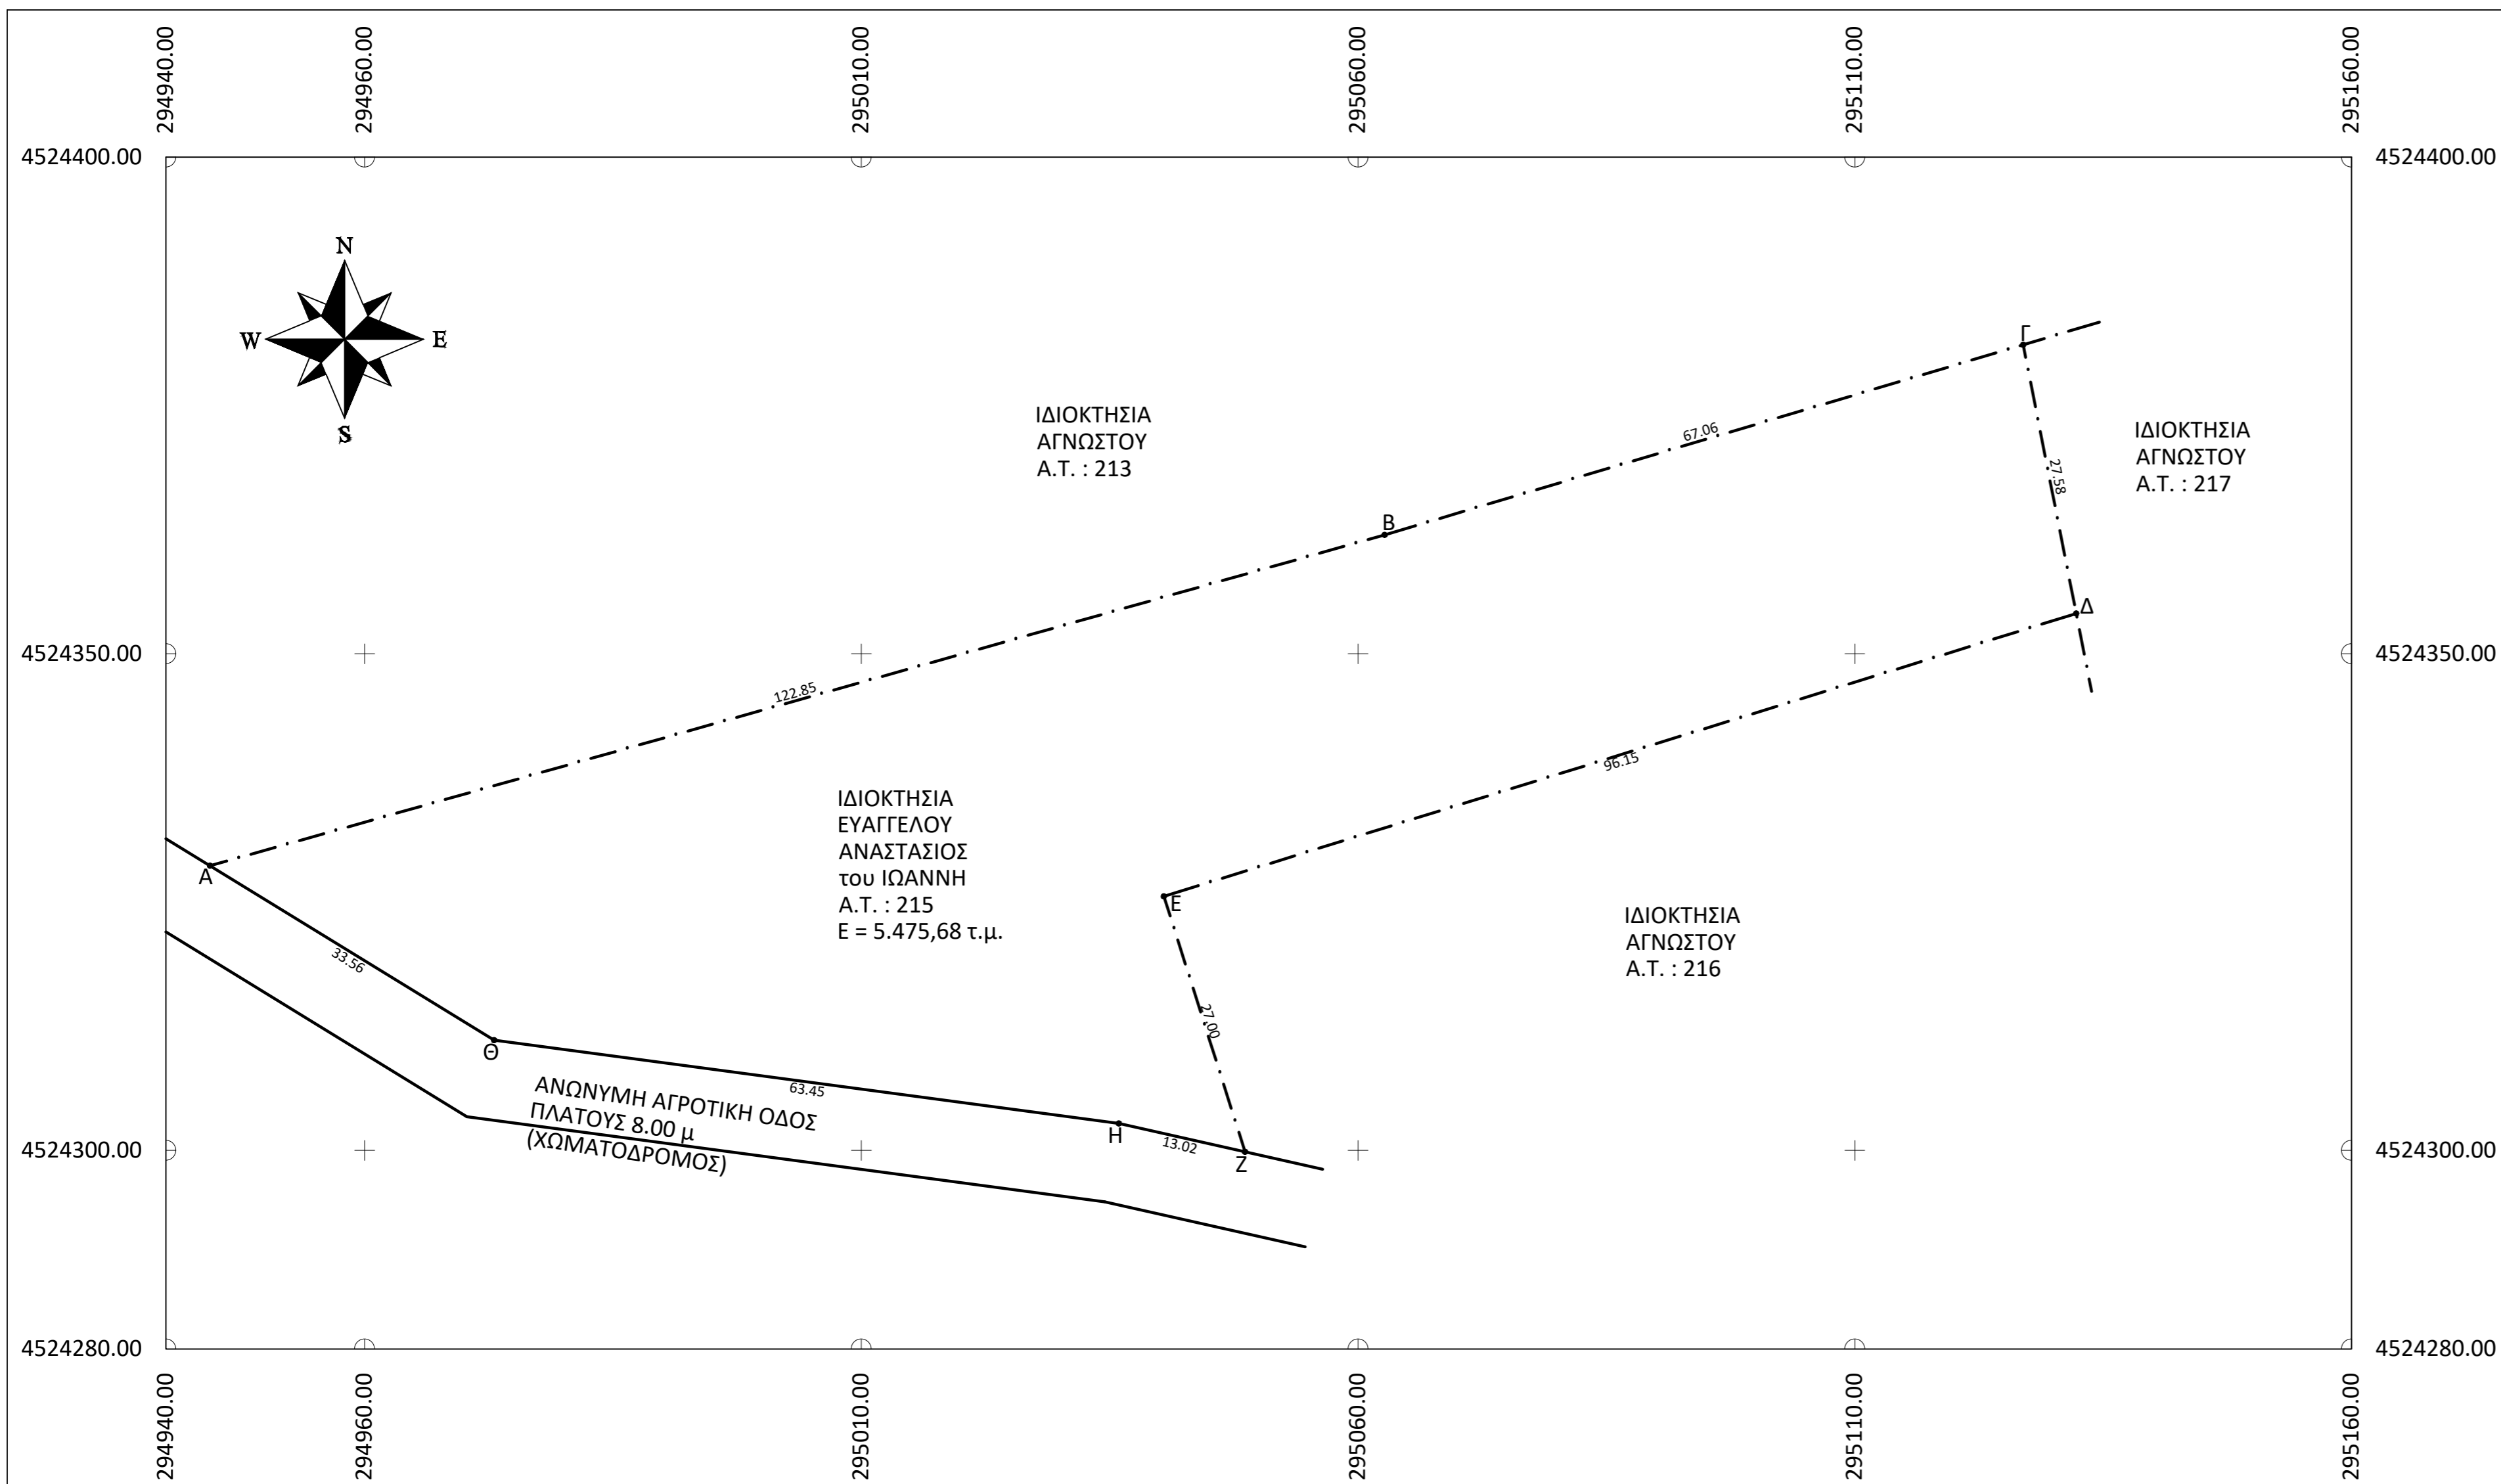 294940.00
294960.00
295010.00
295060.00
295110.00
295160.00
4524400.00
4524400.00
N
W
E
S
Γ
ΙΔΙΟΚΤΗΣΙΑ
ΑΓΝΩΣΤΟΥ
Α.Τ. : 213
67.06
ΙΔΙΟΚΤΗΣΙΑ
ΑΓΝΩΣΤΟΥ
Α.Τ. : 217
27.58
Β
Δ
4524350.00
4524350.00
122.85
96.15
ΙΔΙΟΚΤΗΣΙΑ
ΕΥΑΓΓΕΛΟΥ
ΑΝΑΣΤΑΣΙΟΣ
του ΙΩΑΝΝΗ
Α.Τ. : 215
Ε = 5.475,68 τ.μ.
Α
Ε
ΙΔΙΟΚΤΗΣΙΑ
ΑΓΝΩΣΤΟΥ
Α.Τ. : 216
33.56
27.00
Θ
63.45
ΑΝΩΝΥΜΗ ΑΓΡΟΤΙΚΗ ΟΔΟΣ
ΠΛΑΤΟΥΣ 8.00 μ
(ΧΩΜΑΤΟΔΡΟΜΟΣ)
Η
13.02
Ζ
4524300.00
4524300.00
4524280.00
4524280.00
294940.00
294960.00
295010.00
295060.00
295110.00
295160.00